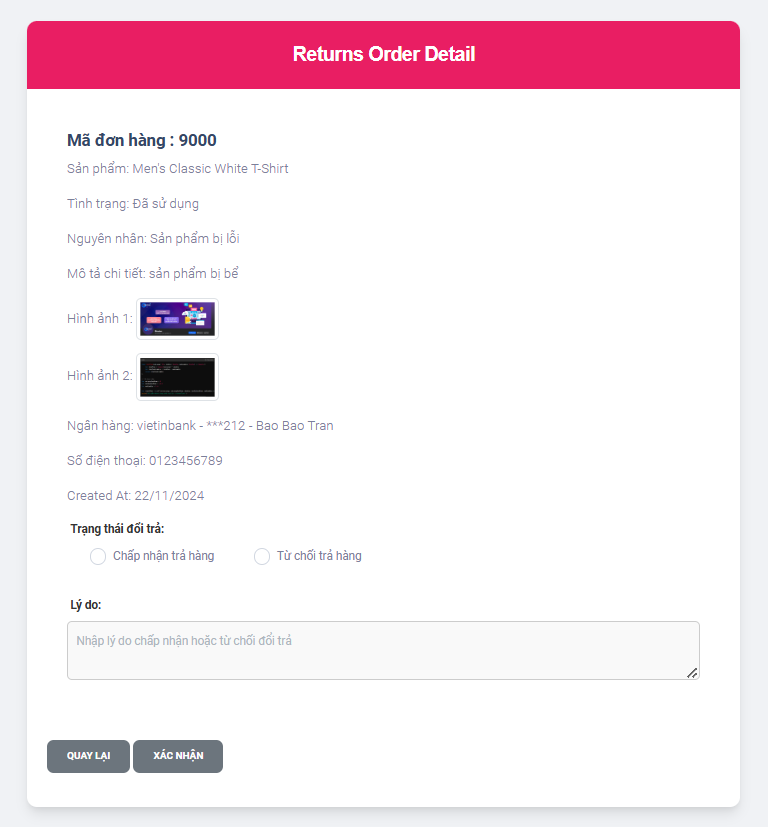 Returns Order Detail
Mã đơn hàng : 9000
Sản phẩm: Men's Classic White T-Shirt
Tình trạng: Đã sử dụng
Nguyên nhân: Sản phẩm bị lỗi
Mô tả chi tiết: sản phẩm bị bể
Hình ảnh 1:
Hình ảnh 2:
Ngân hàng: vietinbank - ***212 - Bao Bao Tran
Số điện thoại: 0123456789
Created At: 22/11/2024
Trạng thái đổi trả:
Chấp nhận trả hàng
Từ chối trả hàng
Lý do:
Nhập lý do chấp nhận hoặc từ chối đổi trả
QUAY LẠI
XÁC NHẬN